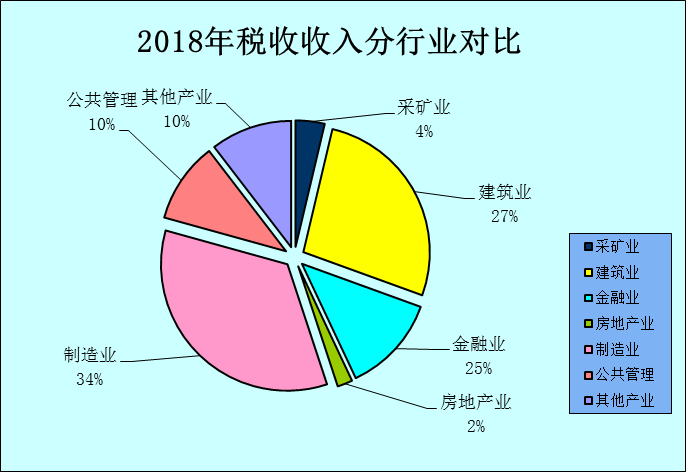 2018年税收收入分行业对比
采矿业
4%
建筑业
27%
金融业
25%
房地产业
2%
制造业
34%
公共管理
10%
其他产业
10%
采矿业
建筑业
金融业
房地产业
制造业
公共管理
其他产业